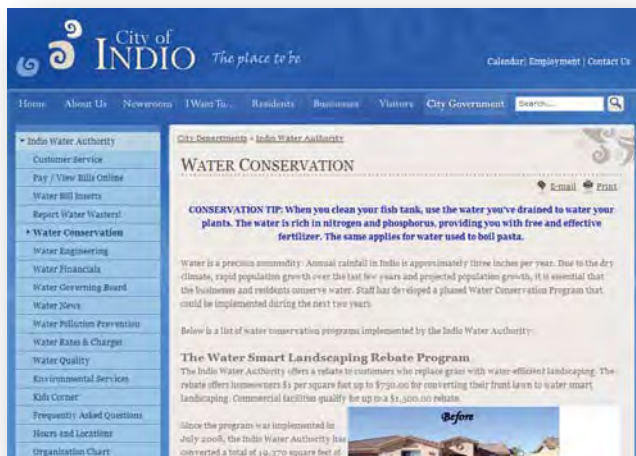 City of
INDIO The place to be
Calendar| Employment | Contact Us
Home About Us Newsroom I Want To... Residents Businesses Visitors City Government Search...
Indio Water Authority
Customer Service
Pay / View Bills Online
Water Bill Inserts
Report Water Wasters!
Water Conservation
Water Engineering
Water Financials
Water Governing Board
Water News
Water Pollution Prevention
Water Rates & Charges
Water Quality
Environmental Services
Kids Corner
Frequently Asked Questions
Hours and Locations
Organization Chart
City Departments » Indio Water Authority
WATER CONSERVATION
E-mail Print
CONSERVATION TIP: When you clean your fish tank, use the water you've drained to water your
plants. The water is rich in nitrogen and phosphorus, providing you with free and effective
fertilizer. The same applies for water used to boil pasta.
Water is a precious commodity. Annual rainfall in Indio is approximately three inches per year. Due to the dry
climate, rapid population growth over the last few years and projected population growth, it is essential that
the businesses and residents conserve water. Staff has developed a phased Water Conservation Program that
could be implemented during the next two years.
Below is a list of water conservation programs implemented by the Indio Water Authority:
The Water Smart Landscaping Rebate Program
The Indio Water Authority offers a rebate to customers who replace grass with water efficient landscaping. The
rebate offers homeowners $1 per square foot up to $750.00 for converting their front lawn to water smart
landscaping. Commercial facilities qualify for up to a $1,500.00 rebate.
Since the program was implemented in
July 2008, the Indio Water Authority has
converted a total of 19,370 square feet of
Before